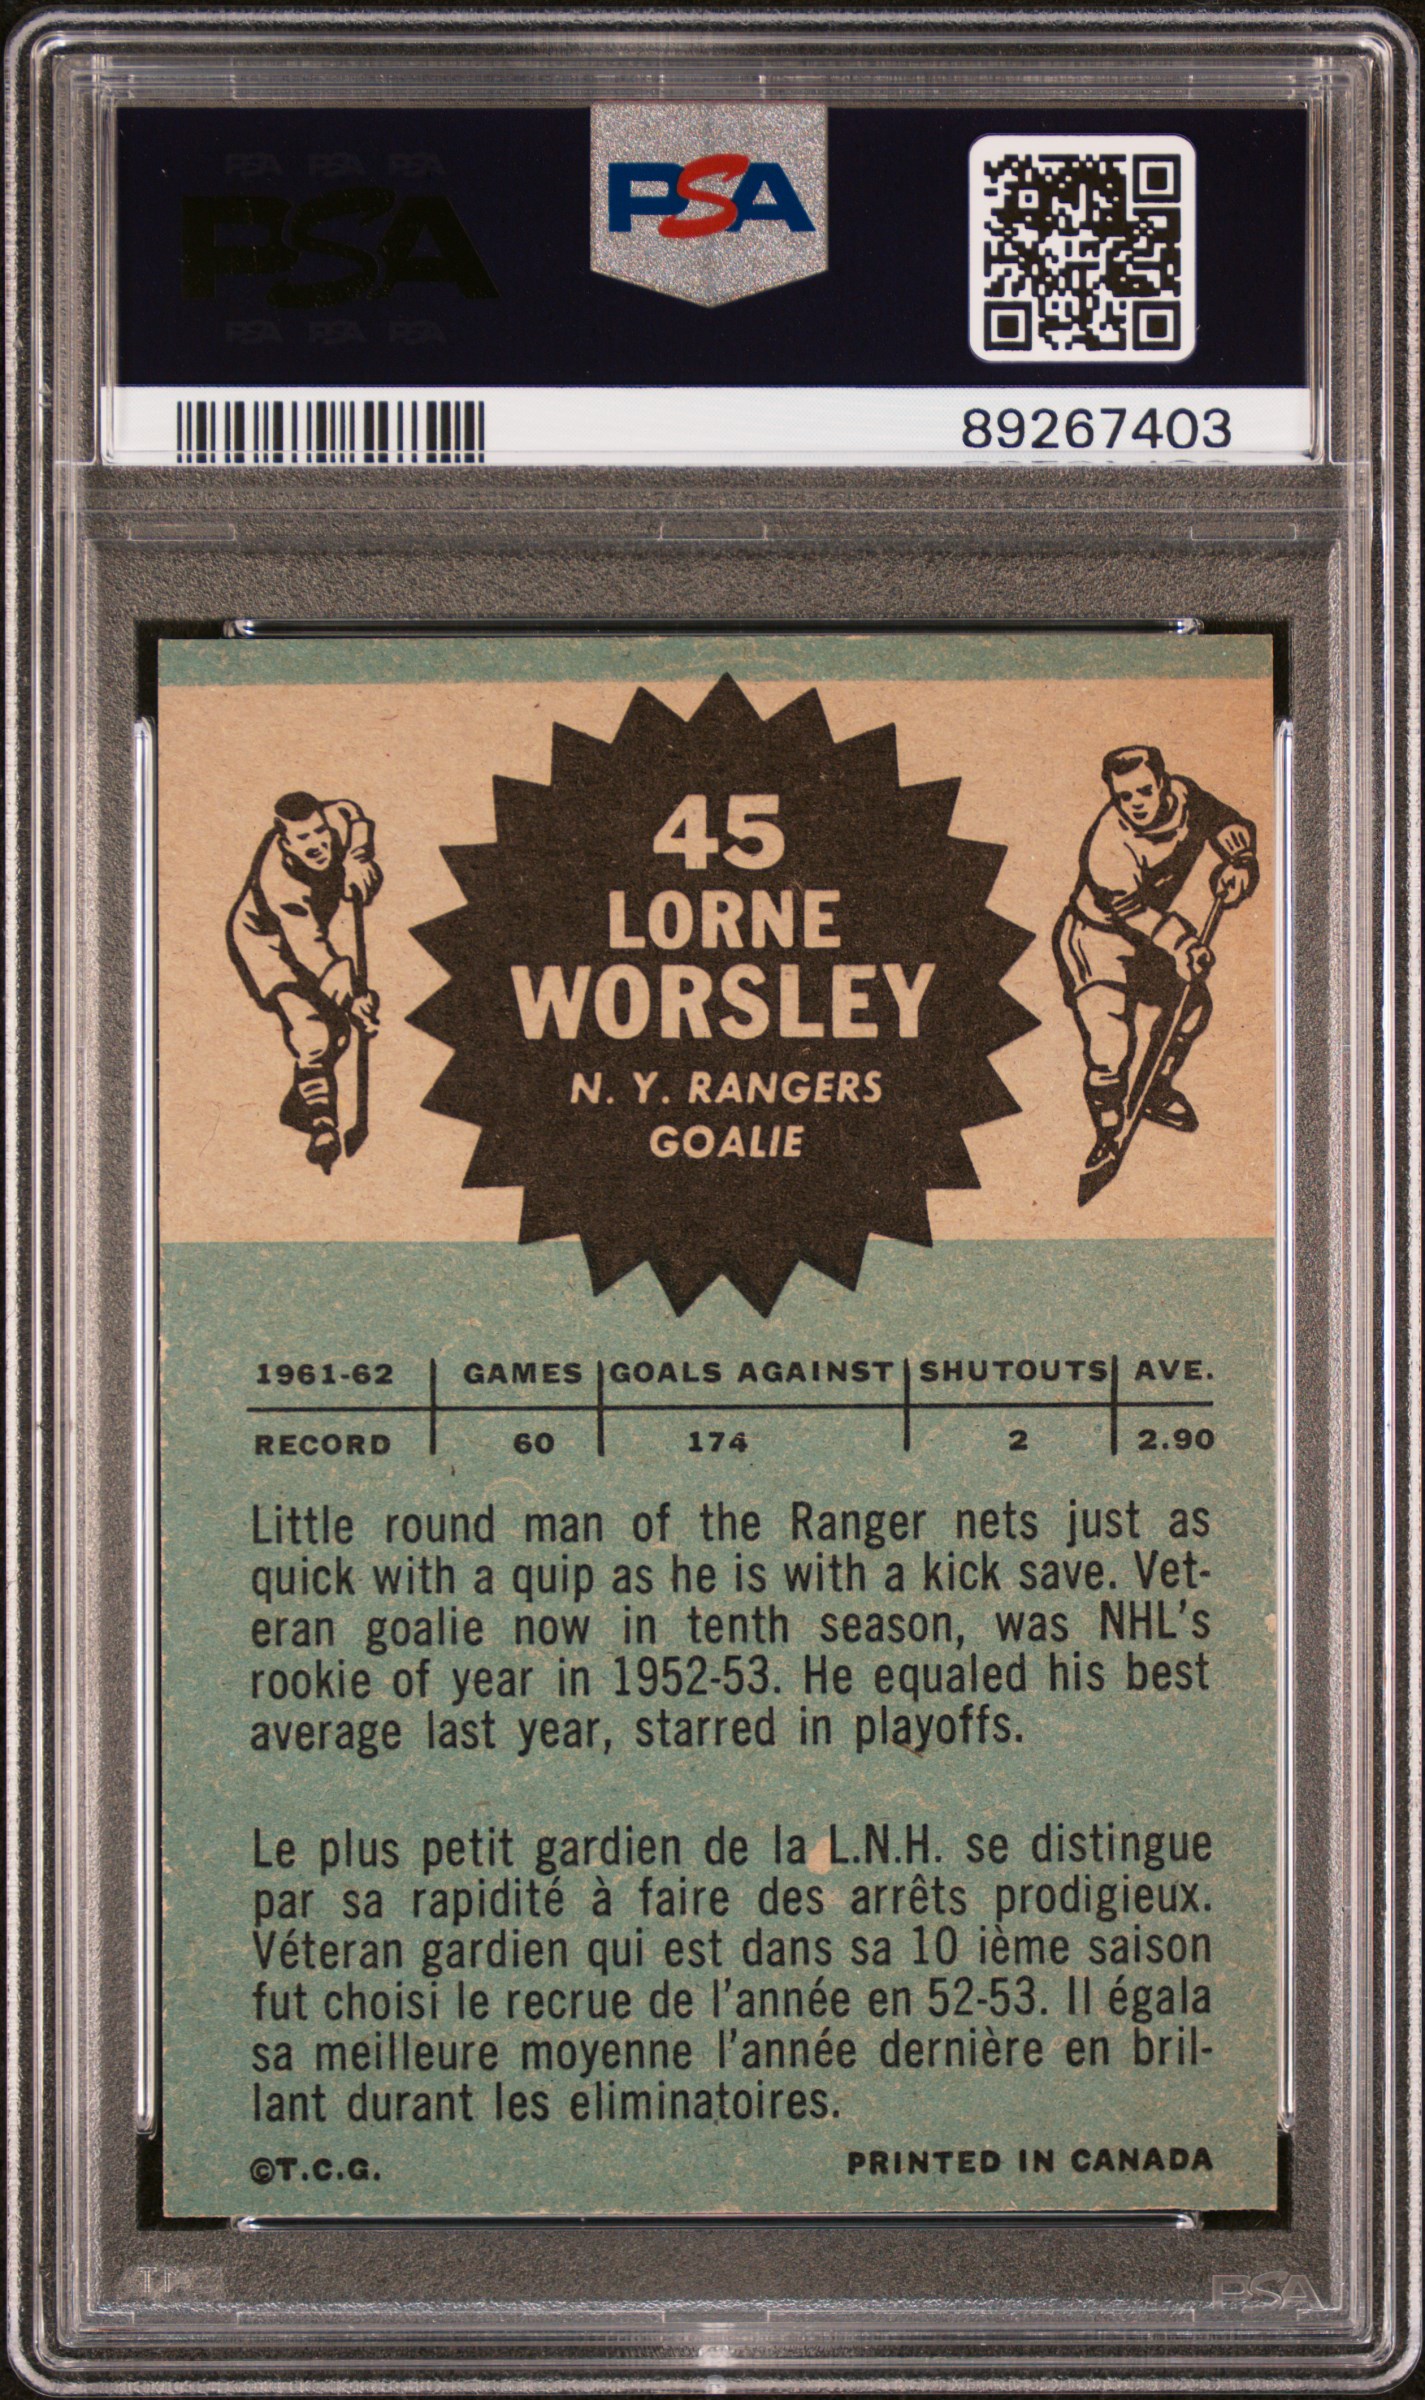 PSA PSA PSA
PSA
PSA PSA PSA
PSA
89267403
45
LORNE
WORSLEY
N. Y. RANGERS
GOALIE
1961-62 GAMES GOALS AGAINST SHUTOUTS AVE.
RECORD 60 174 2 2.90
Little round man of the Ranger nets just as
quick with a quip as he is with a kick save. Vet-
eran goalie now in tenth season, was NHL's
rookie of year in 1952-53. He equaled his best
average last year, starred in playoffs.
Le plus petit gardien de la L.N.H. se distingue
par sa rapidité à faire des arrêts prodigieux.
Véteran gardien qui est dans sa 10 ième saison
fut choisi le recrue de l'année en 52-53. Il égala
sa meilleure moyenne l'année dernière en bril-
lant durant les eliminatoires.
©T.C.G. PRINTED IN CANADA
PSA